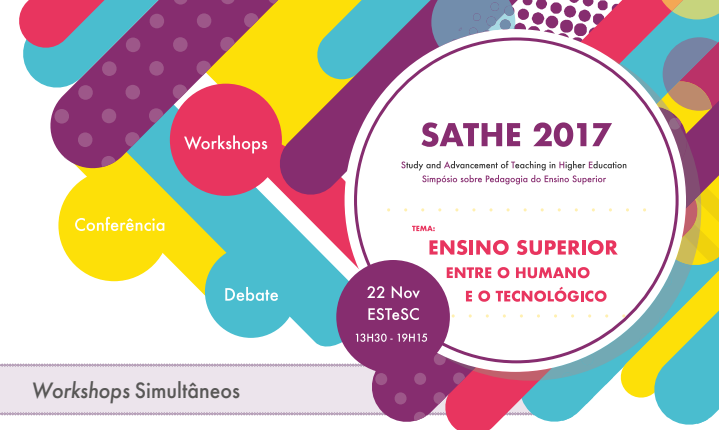 SATHE 2017
Study and Advancement of Teaching in Higher Education
Simpósio sobre Pedagogia do Ensino Superior
TEMA:
ENSINO SUPERIOR
ENTRE O HUMANO
E O TECNOLÓGICO
Workshops
Conferência
Debate
22 Nov
ESTeSC
13H30 - 19H15
Workshops Simultâneos